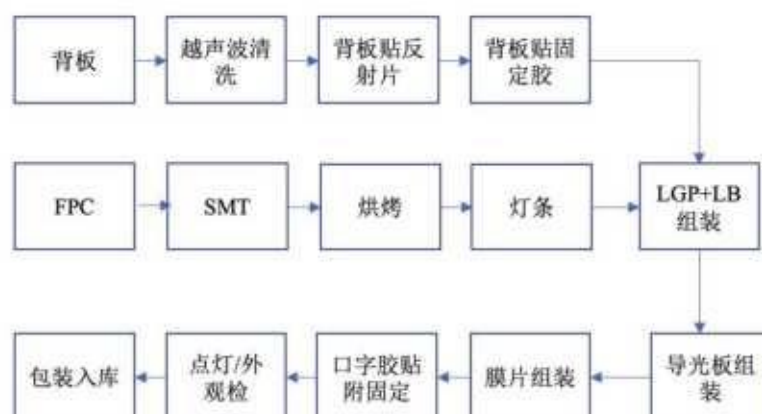 背板
越声波清
洗
背板贴反
射片
背板贴固
定胶
FPC
SMT
烘烤
灯条
LGP+LB
组装
包装入库
点灯/外
观检
口字胶贴
附固定
膜片组装
导光板组
装